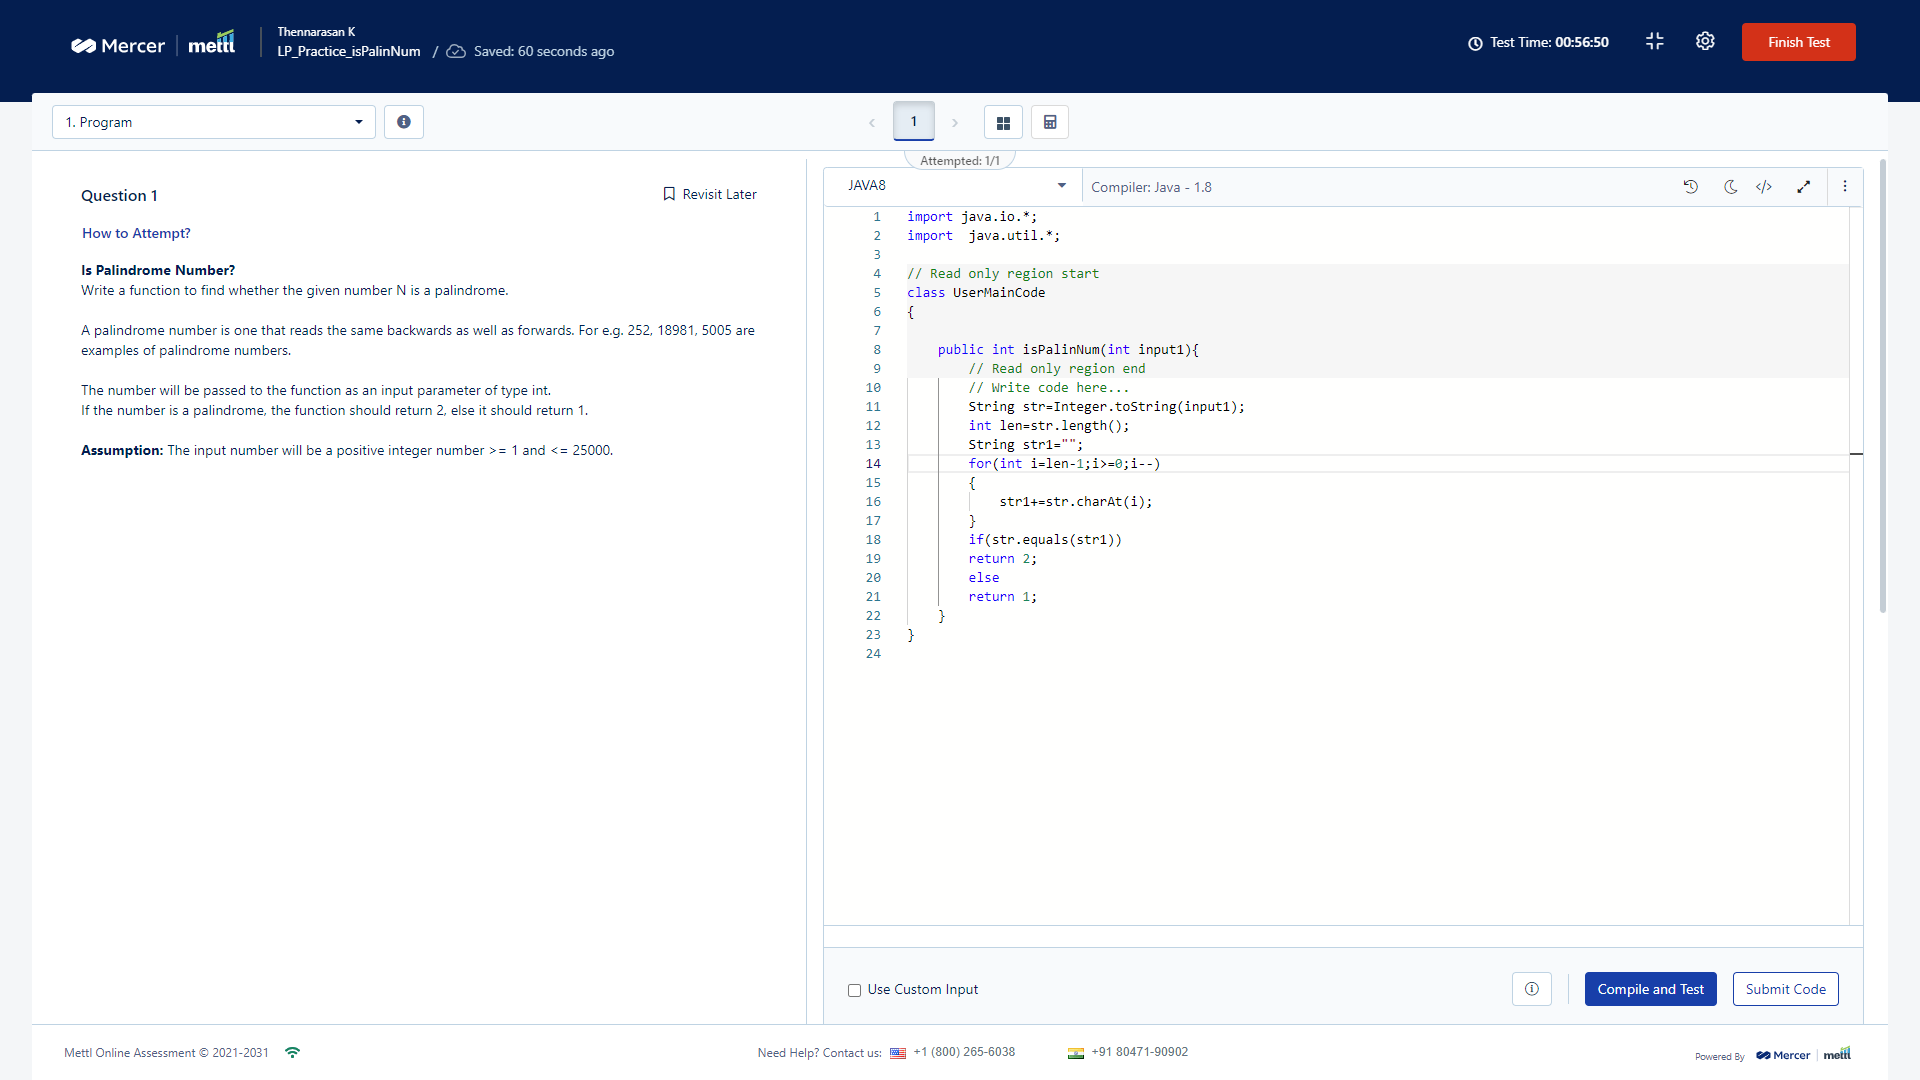 Mercer | mettl
Thennarasan K
LP_Practice_isPalinNum / Saved: 60 seconds ago
Test Time: 00:56:50
Finish Test
1. Program
1
Attempted: 1/1
Question 1
Revisit Later
How to Attempt?
Is Palindrome Number?
Write a function to find whether the given number N is a palindrome.
A palindrome number is one that reads the same backwards as well as forwards. For e.g. 252, 18981, 5005 are
examples of palindrome numbers.
The number will be passed to the function as an input parameter of type int.
If the number is a palindrome, the function should return 2, else it should return 1.
Assumption: The input number will be a positive integer number >= 1 and <= 25000.
JAVA8
Compiler: Java - 1.8
1 import java.io.*;
2 import  java.util.*;
3
4 // Read only region start
5 class UserMainCode
6 {
7
8     public int isPalinNum(int input1){
9         // Read only region end
10         // Write code here...
11         String str=Integer.toString(input1);
12         int len=str.length();
13         String str1="";
14         for(int i=len-1;i>=0;i--)
15         {
16             str1+=str.charAt(i);
17         }
18         if(str.equals(str1))
19         return 2;
20         else
21         return 1;
22     }
23 }
24
Use Custom Input
Compile and Test
Submit Code
Mettl Online Assessment © 2021-2031
Need Help? Contact us: +1 (800) 265-6038
+91 80471-90902
Powered By Mercer | mettl